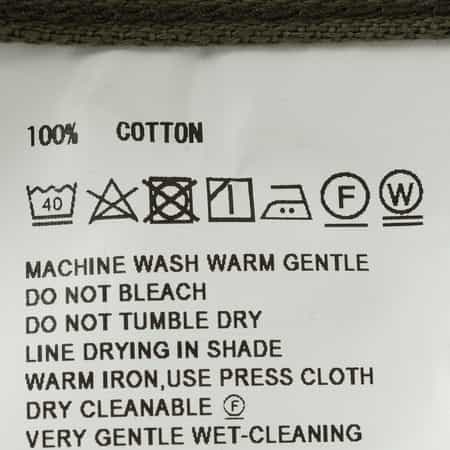 100% COTTON
40 F W
MACHINE WASH WARM GENTLE
DO NOT BLEACH
DO NOT TUMBLE DRY
LINE DRYING IN SHADE
WARM IRON,USE PRESS CLOTH
DRY CLEANABLE Ⓕ
VERY GENTLE WET-CLEANING